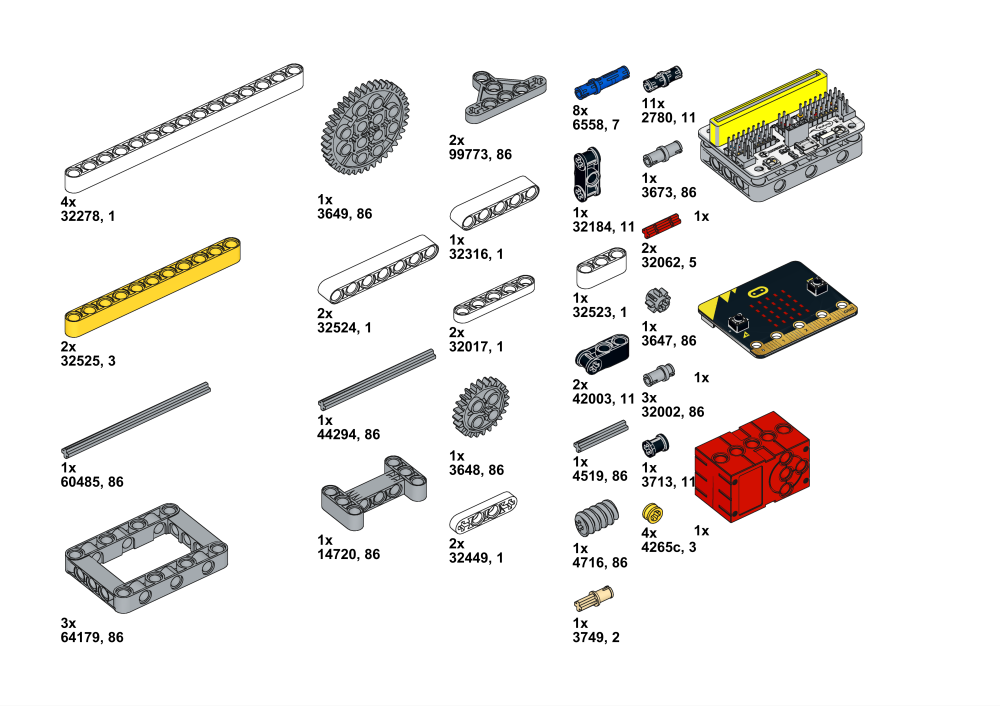 4x
32278, 1
2x
32525, 3
1x
60485, 86
3x
64179, 86
1x
3649, 86
2x
32524, 1
1x
44294, 86
1x
14720, 86
2x
99773, 86
1x
32316, 1
2x
32017, 1
1x
3648, 86
2x
32449, 1
8x
6558, 7
1x
32184, 11
1x
32523, 1
2x
42003, 11
1x
4519, 86
1x
4716, 86
1x
3749, 2
11x
2780, 11
1x
3673, 86
2x
32062, 5
1x
3647, 86
3x
32002, 86
1x
3713, 11
4x
4265c, 3
1x
1x
1x